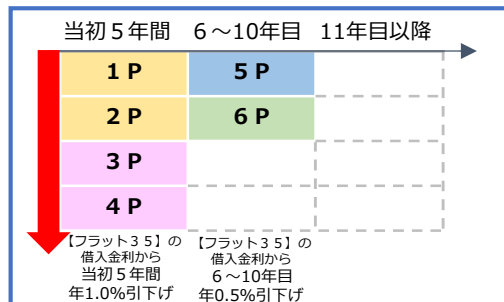 当初５年間 ６～10年目 11年目以降
１Ｐ ５Ｐ
２Ｐ ６Ｐ
３Ｐ
４Ｐ
【フラット３５】の
借入金利から
当初５年間
年1.0%引下げ
【フラット３５】の
借入金利から
６～10年目
年0.5%引下げ